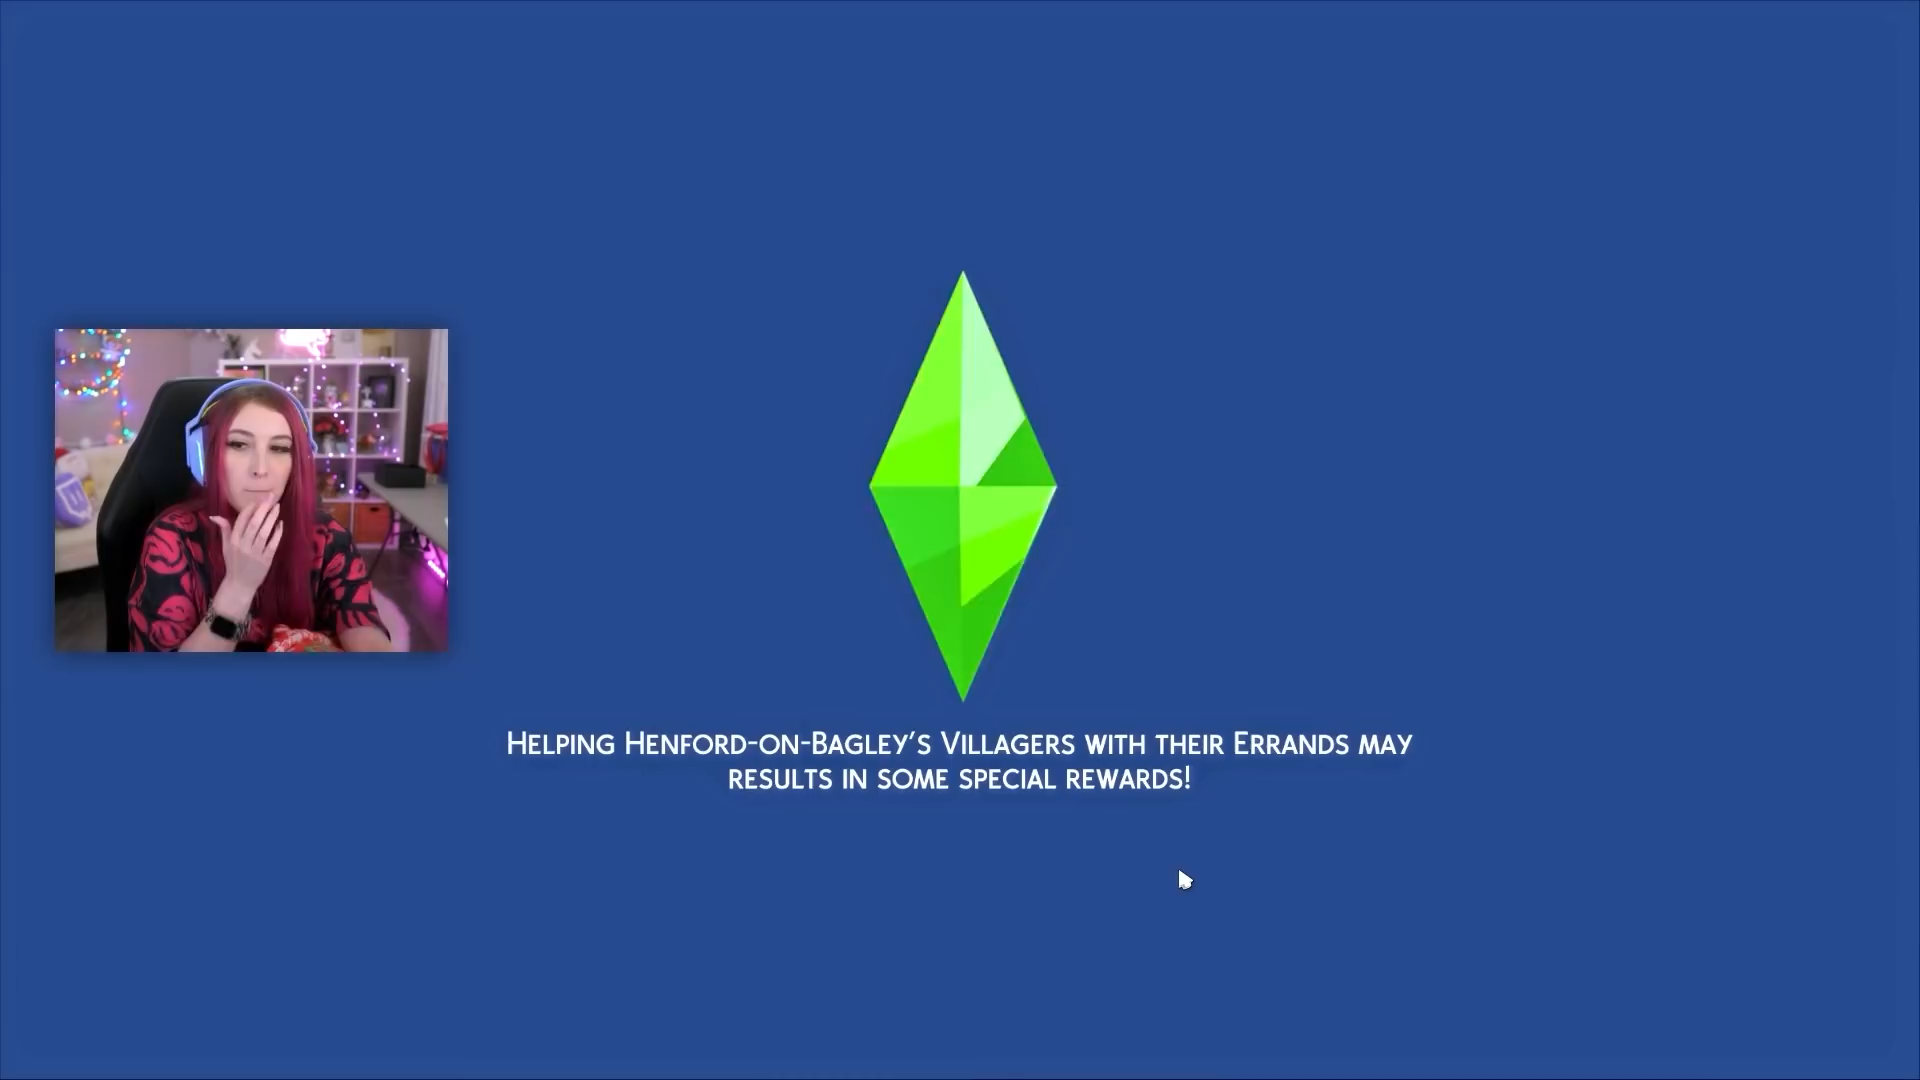 Helping Henford-on-Bagley's Villagers with their Errands may
results in some special rewards!